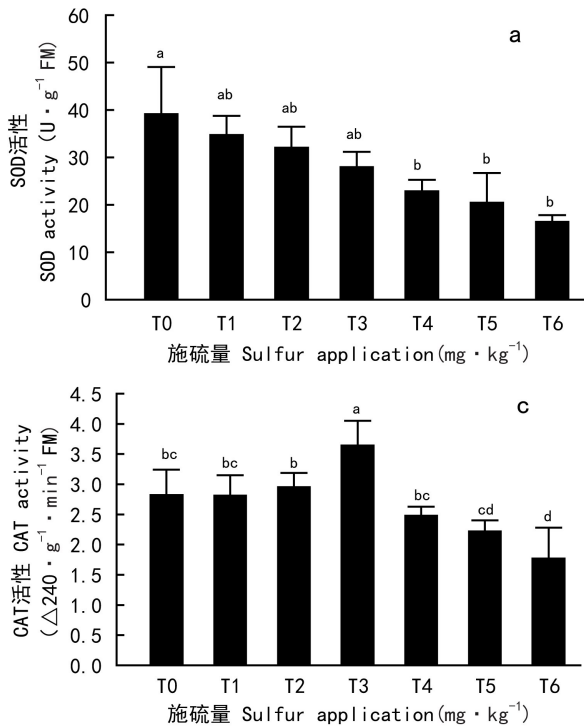 a
SOD活性
SOD activity (U·g⁻¹ FM)
60
50
40
30
20
10
0
a
ab
ab
ab
b
b
b
T0 T1 T2 T3 T4 T5 T6
施硫量 Sulfur application(mg·kg⁻¹)
c
CAT活性 CAT activity
(△240·g⁻¹·min⁻¹ FM)
4.5
4.0
3.5
3.0
2.5
2.0
1.5
1.0
0.5
0.0
bc
bc
b
a
bc
cd
d
T0 T1 T2 T3 T4 T5 T6
施硫量 Sulfur application(mg·kg⁻¹)